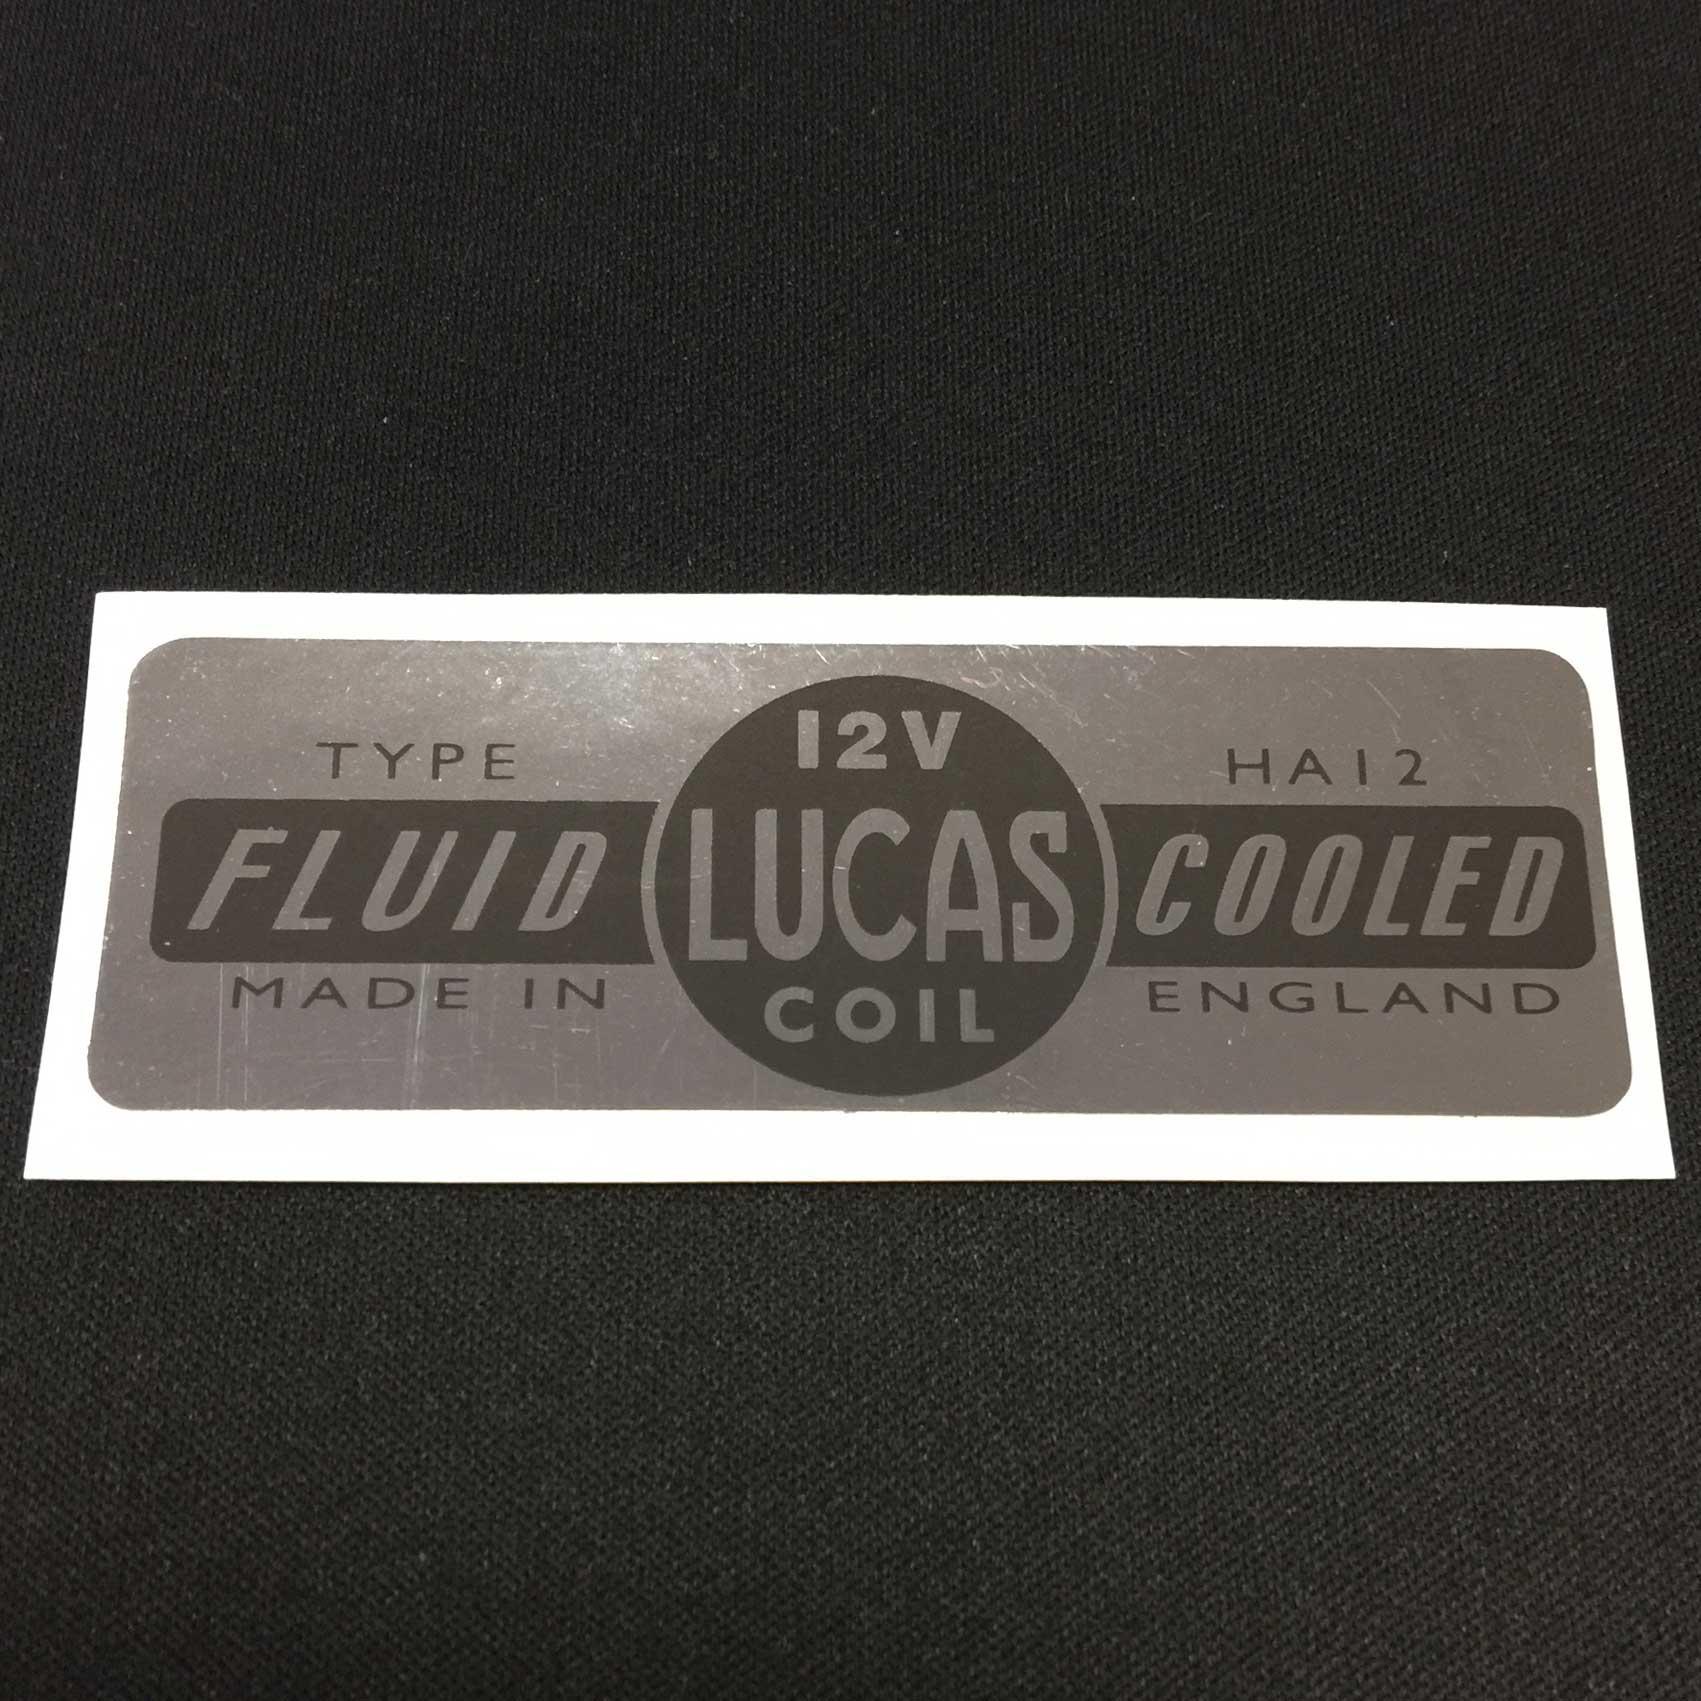 12V
TYPE HA12
FLUID LUCAS COOLED
MADE IN COIL ENGLAND